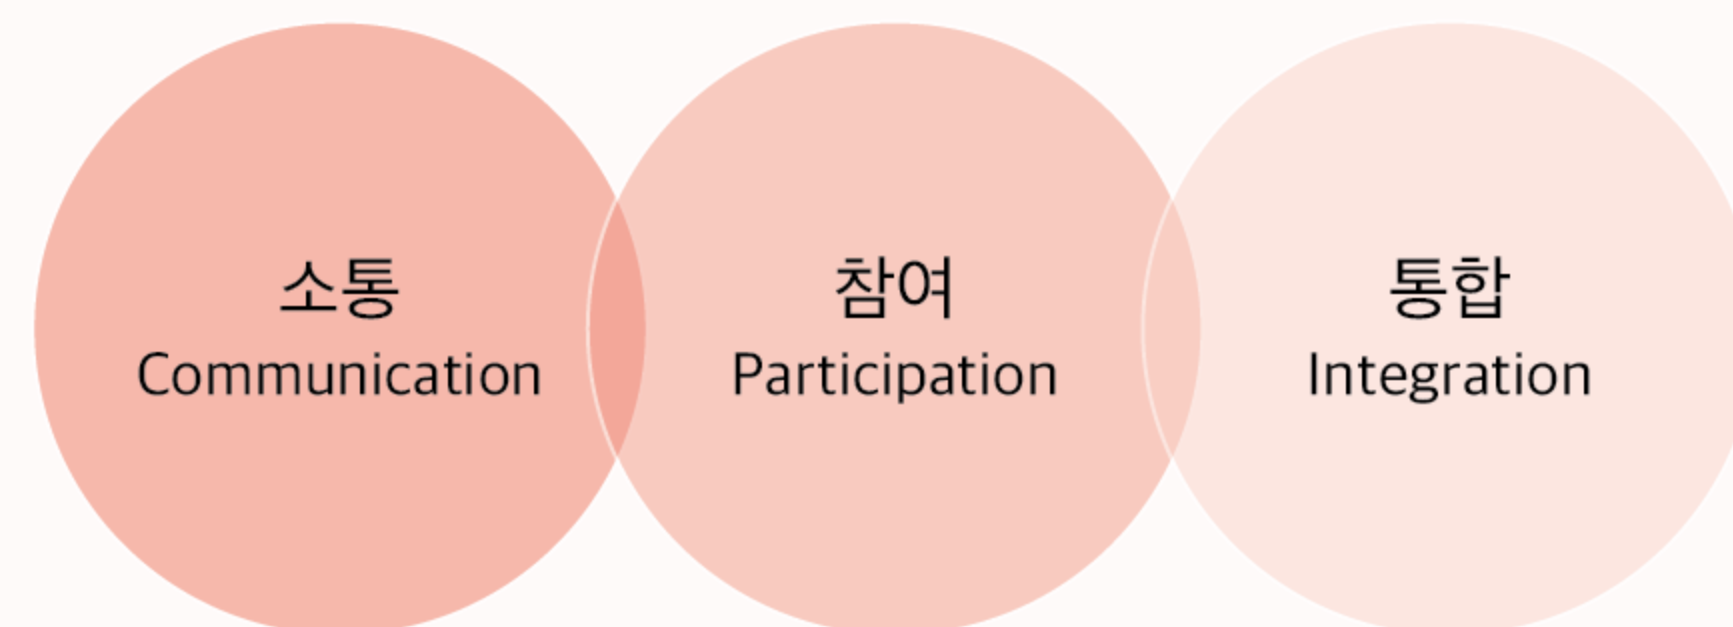 소통
Communication
참여
Participation
통합
Integration